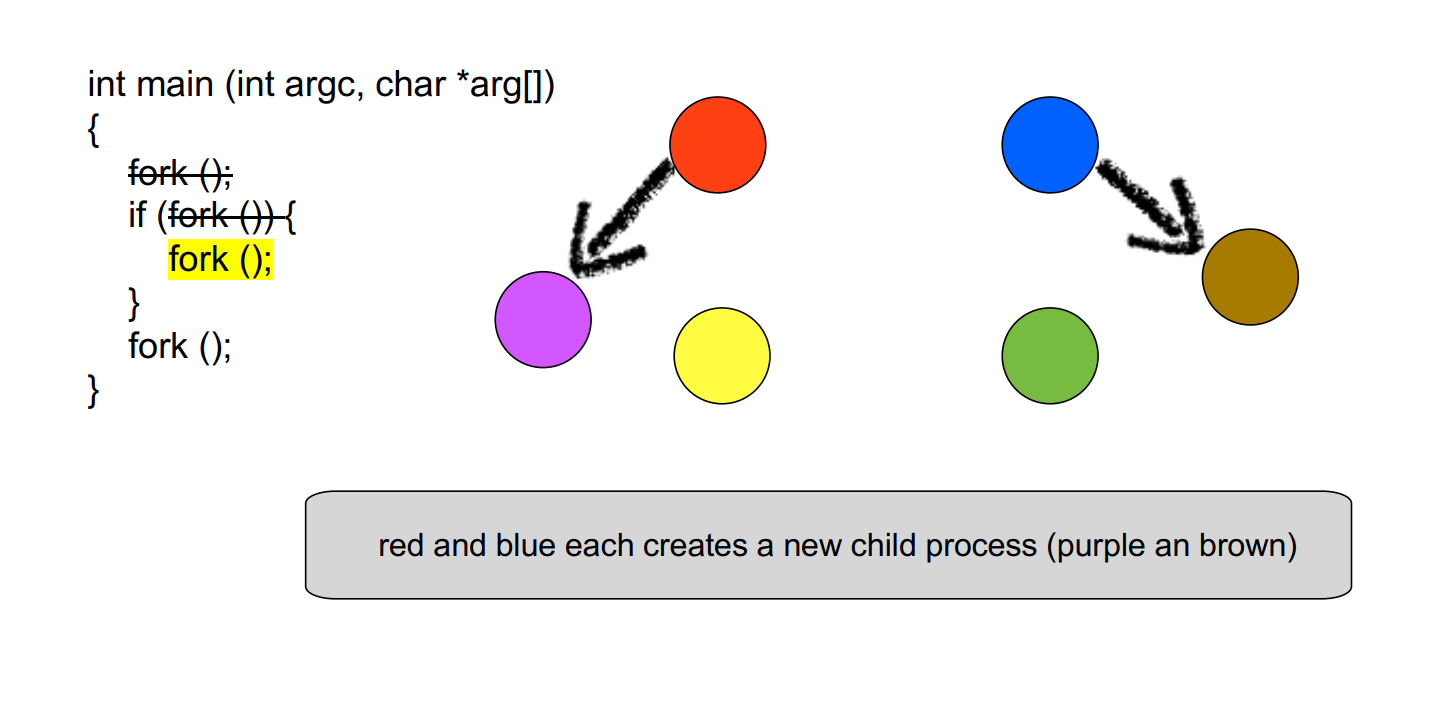 int main (int argc, char *arg[])
{
fork ();
if (fork ()) {
fork ();
}
fork ();
}
red and blue each creates a new child process (purple an brown)